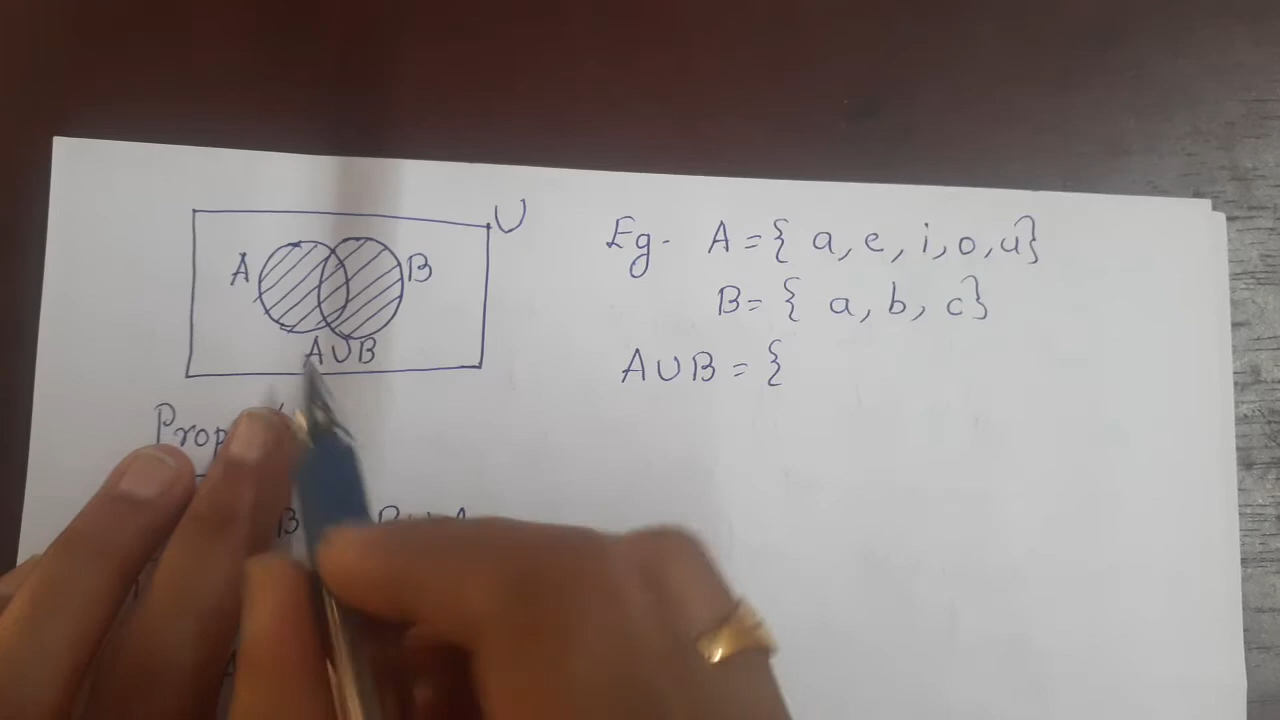 U
A
B
A∪B
Eg- A={ a, e, i, o, u}
B={ a, b, c}
A∪B = {
B